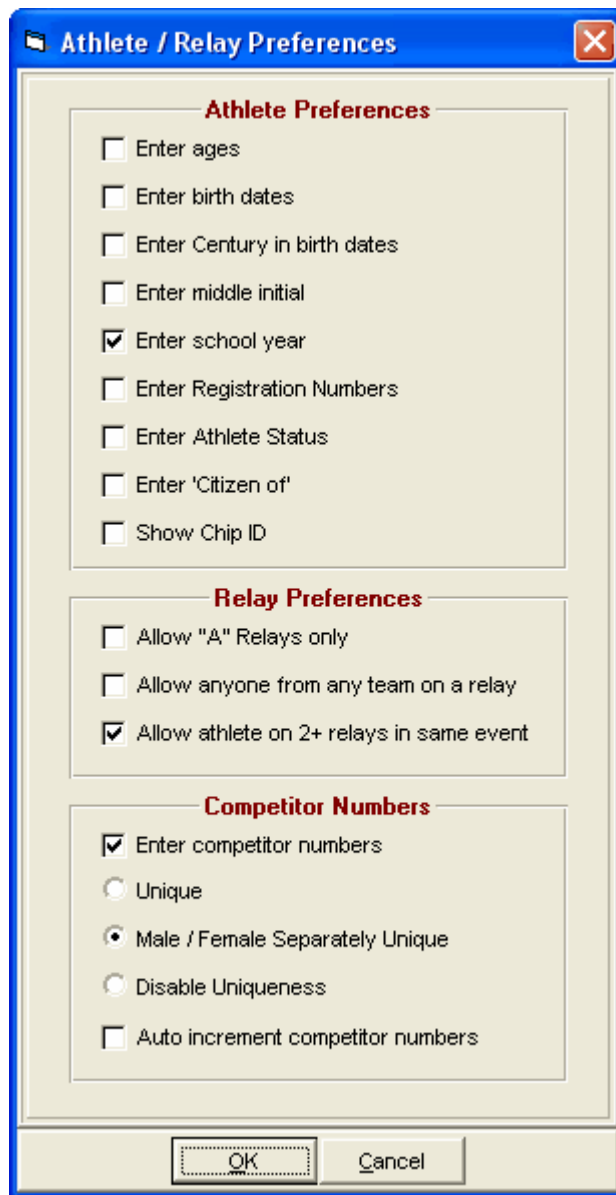 Athlete / Relay Preferences
Athlete Preferences
Enter ages
Enter birth dates
Enter Century in birth dates
Enter middle initial
Enter school year
Enter Registration Numbers
Enter Athlete Status
Enter 'Citizen of'
Show Chip ID
Relay Preferences
Allow "A" Relays only
Allow anyone from any team on a relay
Allow athlete on 2+ relays in same event
Competitor Numbers
Enter competitor numbers
Unique
Male / Female Separately Unique
Disable Uniqueness
Auto increment competitor numbers
OK Cancel